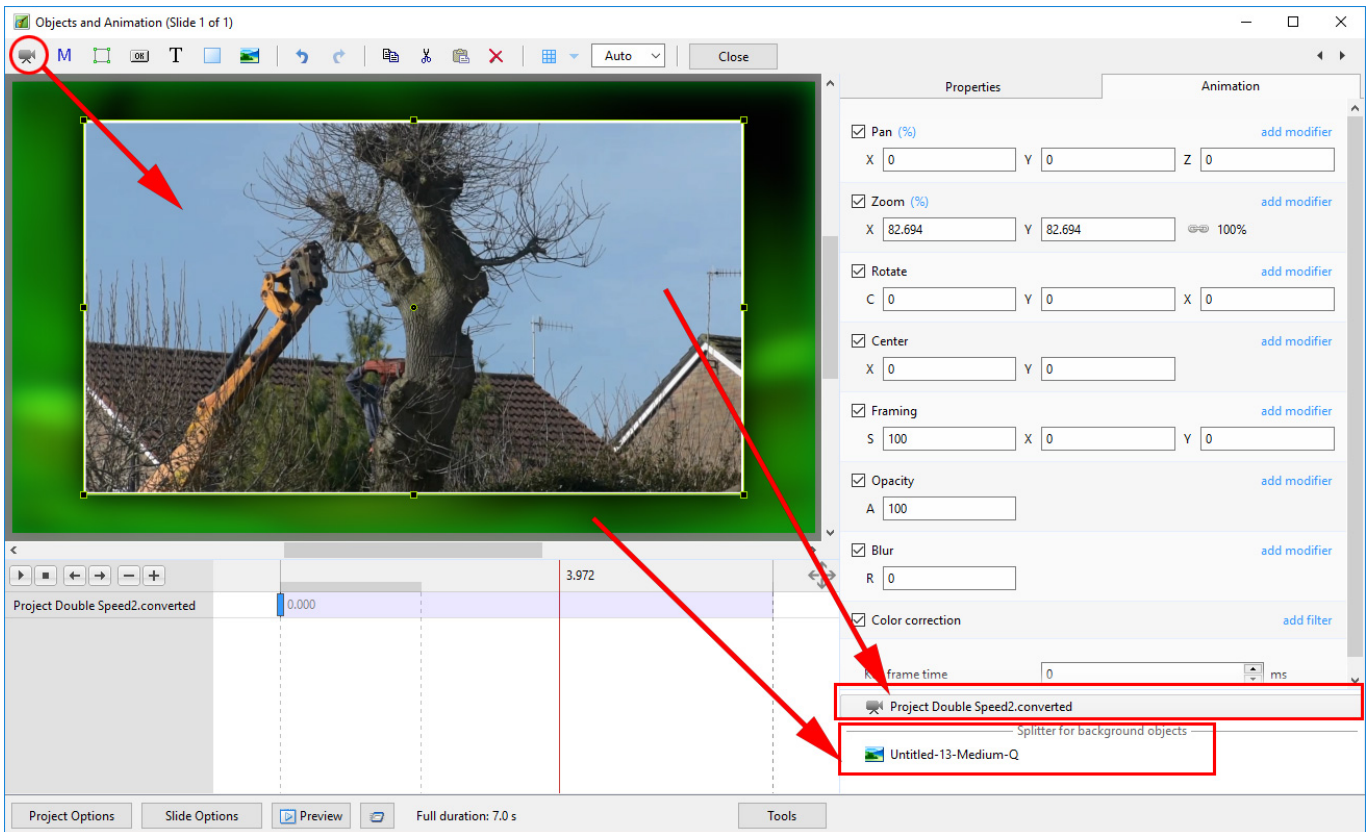 Objects and Animation (Slide 1 of 1)
M OK T Auto Close
Properties Animation
Pan (%) add modifier
X 0 Y 0 Z 0
Zoom (%) add modifier
X 82.694 Y 82.694 100%
Rotate add modifier
C 0 Y 0 X 0
Center add modifier
X 0 Y 0
Framing add modifier
S 100 X 0 Y 0
Opacity add modifier
A 100
Blur add modifier
R 0
3.972
Project Double Speed2.converted 0.000
Color correction add filter
frame time 0 ms
Project Double Speed2.converted
Splitter for background objects
Untitled-13-Medium-Q
Project Options Slide Options Preview Full duration: 7.0 s Tools